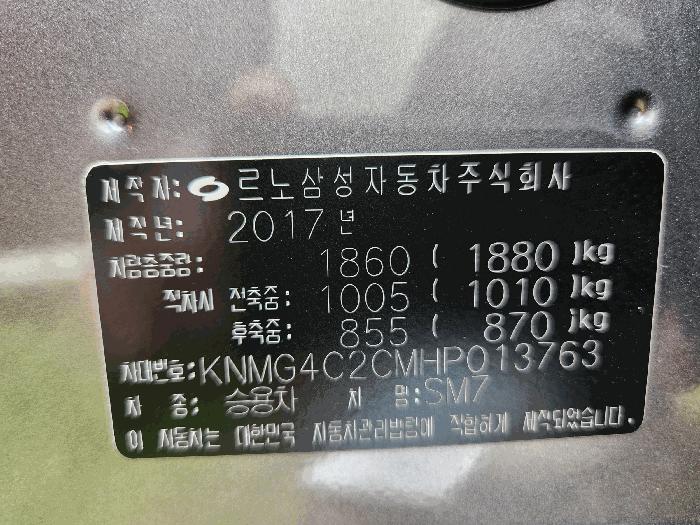 제작자: 르노삼성자동차주식회사
제작년: 2017년
차량총중량: 1860 ( 1880 )kg
적차시 전축중: 1005 ( 1010 )kg
후축중: 855 ( 870 )kg
차대번호: KNMG4C2CMHP013763
차 종: 승용차 차 명: SM7
이 자동차는 대한민국 자동차관리법령에 적합하게 제작되었습니다.